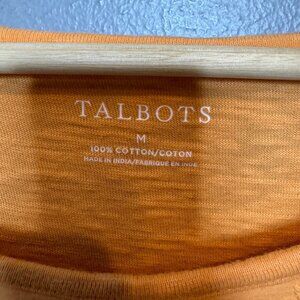 TALBOTS
M
100% COTTON/COTON
MADE IN INDIA/FABRIQUÉ EN INDE